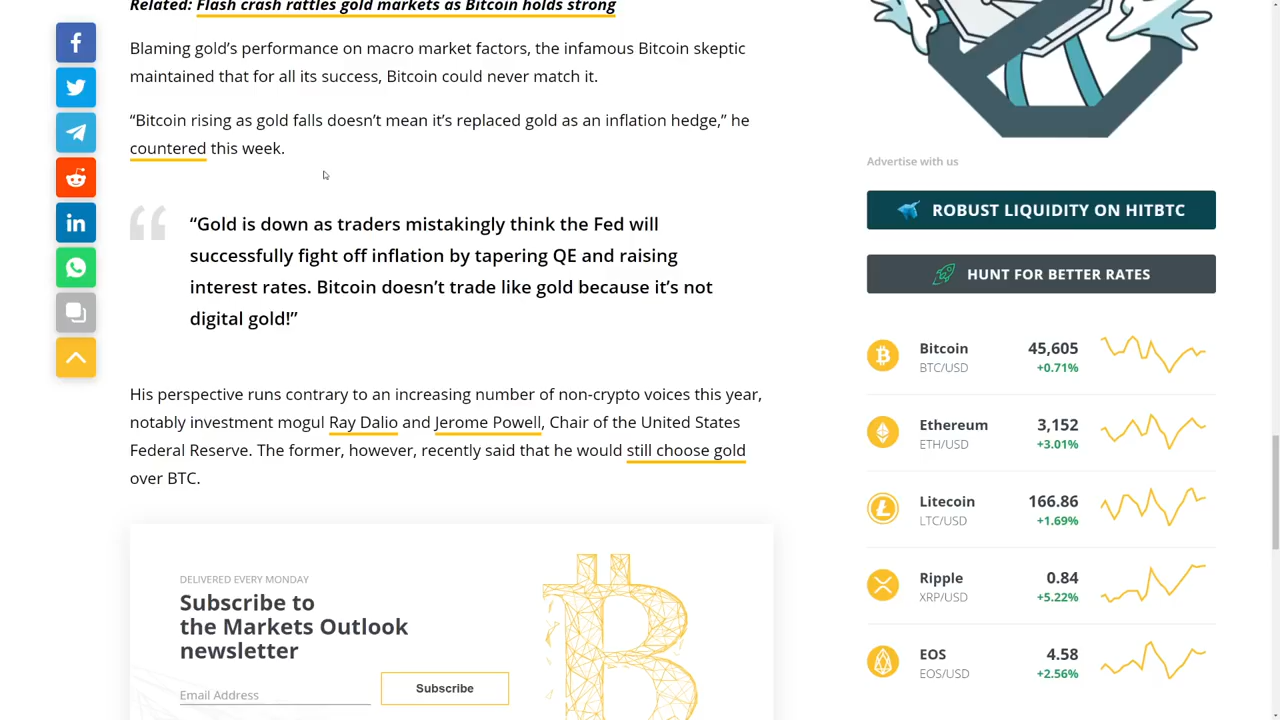 Related: Flash crash rattles gold markets as Bitcoin holds strong
Blaming gold’s performance on macro market factors, the infamous Bitcoin skeptic
maintained that for all its success, Bitcoin could never match it.
“Bitcoin rising as gold falls doesn’t mean it’s replaced gold as an inflation hedge,” he
countered this week.
“Gold is down as traders mistakingly think the Fed will
successfully fight off inflation by tapering QE and raising
interest rates. Bitcoin doesn’t trade like gold because it’s not
digital gold!”
His perspective runs contrary to an increasing number of non-crypto voices this year,
notably investment mogul Ray Dalio and Jerome Powell, Chair of the United States
Federal Reserve. The former, however, recently said that he would still choose gold
over BTC.
DELIVERED EVERY MONDAY
Subscribe to
the Markets Outlook
newsletter
Email Address
Subscribe
Advertise with us
ROBUST LIQUIDITY ON HITBTC
HUNT FOR BETTER RATES
Bitcoin 45,605
BTC/USD +0.71%
Ethereum 3,152
ETH/USD +3.01%
Litecoin 166.86
LTC/USD +1.69%
Ripple 0.84
XRP/USD +5.22%
EOS 4.58
EOS/USD +2.56%